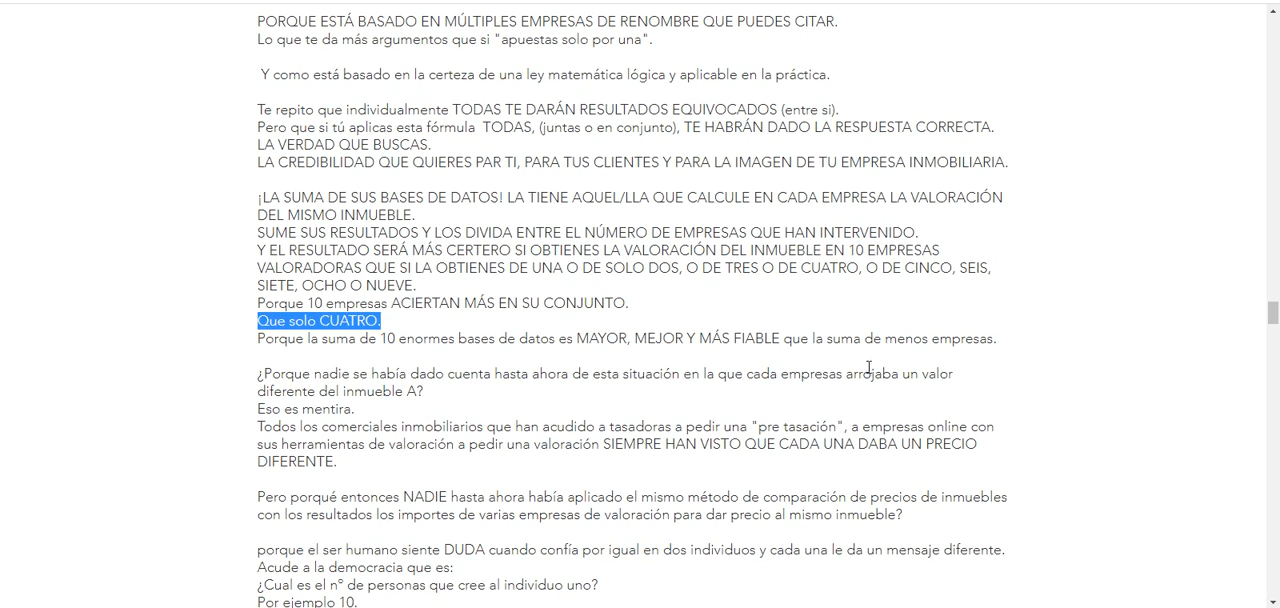 PORQUE ESTÁ BASADO EN MÚLTIPLES EMPRESAS DE RENOMBRE QUE PUEDES CITAR.
Lo que te da más argumentos que si "apuestas solo por una".
Y como está basado en la certeza de una ley matemática lógica y aplicable en la práctica.
Te repito que individualmente TODAS TE DARÁN RESULTADOS EQUIVOCADOS (entre si).
Pero que si tú aplicas esta fórmula  TODAS, (juntas o en conjunto), TE HABRÁN DADO LA RESPUESTA CORRECTA.
LA VERDAD QUE BUSCAS.
LA CREDIBILIDAD QUE QUIERES PAR TI, PARA TUS CLIENTES Y PARA LA IMAGEN DE TU EMPRESA INMOBILIARIA.
¡LA SUMA DE SUS BASES DE DATOS! LA TIENE AQUEL/LLA QUE CALCULE EN CADA EMPRESA LA VALORACIÓN
DEL MISMO INMUEBLE.
SUME SUS RESULTADOS Y LOS DIVIDA ENTRE EL NÚMERO DE EMPRESAS QUE HAN INTERVENIDO.
Y EL RESULTADO SERÁ MÁS CERTERO SI OBTIENES LA VALORACIÓN DEL INMUEBLE EN 10 EMPRESAS
VALORADORAS QUE SI LA OBTIENES DE UNA O DE SOLO DOS, O DE TRES O DE CUATRO, O DE CINCO, SEIS,
SIETE, OCHO O NUEVE.
Porque 10 empresas ACIERTAN MÁS EN SU CONJUNTO.
Que solo CUATRO.
Porque la suma de 10 enormes bases de datos es MAYOR, MEJOR Y MÁS FIABLE que la suma de menos empresas.
¿Porque nadie se había dado cuenta hasta ahora de esta situación en la que cada empresas arrojaba un valor
diferente del inmueble A?
Eso es mentira.
Todos los comerciales inmobiliarios que han acudido a tasadoras a pedir una "pre tasación", a empresas online con
sus herramientas de valoración a pedir una valoración SIEMPRE HAN VISTO QUE CADA UNA DABA UN PRECIO
DIFERENTE.
Pero porqué entonces NADIE hasta ahora había aplicado el mismo método de comparación de precios de inmuebles
con los resultados los importes de varias empresas de valoración para dar precio al mismo inmueble?
porque el ser humano siente DUDA cuando confía por igual en dos individuos y cada una le da un mensaje diferente.
Acude a la democracia que es:
¿Cual es el nº de personas que cree al individuo uno?
Por ejemplo 10.